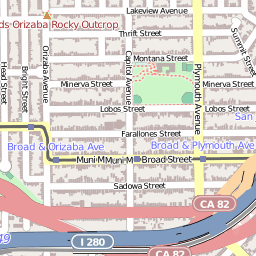 Lakeview Avenue
ds-Orizaba Rocky Outcrop
Thrift Street
Summit Street
Montana Street
Head Street
Bright Street
Orizaba Avenue
Capitol Avenue
Plymouth Avenue
Minerva Street
Minerva Street
Lobos Street
Lobos Street
San
Farallones Street
Broad & Orizaba Ave
Broad & Plymouth Ave
Muni M
Muni M
Broad Street
Sadowa Street
CA 82
I 280
CA 82